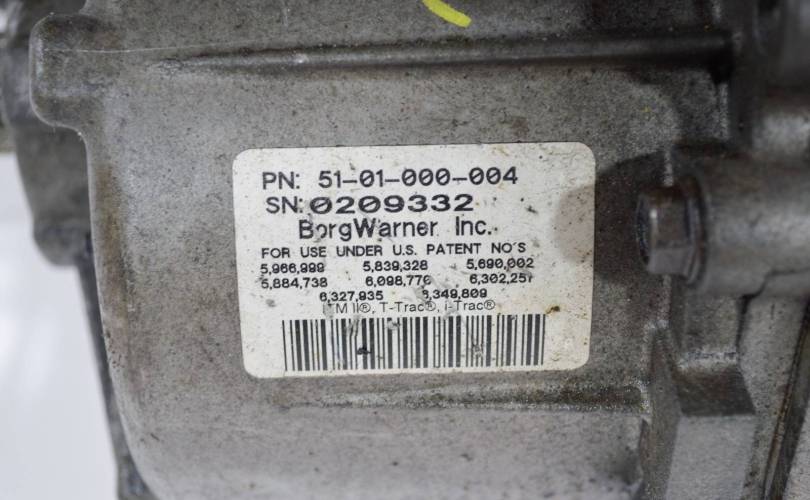 PN: 51-01-000-004
SN: 0209332
BorgWarner Inc.
FOR USE UNDER U.S. PATENT NO'S
5,966,999 5,839,328 5,690,002
5,884,738 6,098,770 6,302,251
6,327,935 6,349,809
iTM II®, T-Trac®, i-Trac®